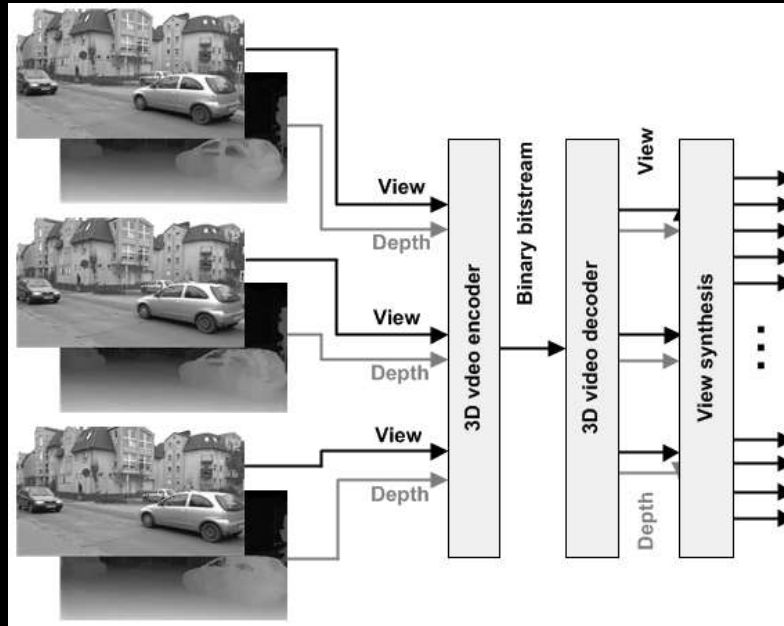 View
Depth
View
Depth
View
Depth
3D vdeo encoder
Binary bitstream
3D video decoder
View
Depth
View synthesis
...